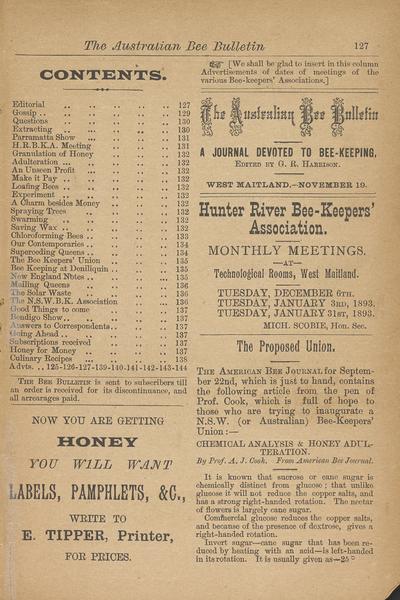 The Australian Bee Bulletin 127
CONTENTS.
Editorial .. .. .. .. .. 127
Gossip .. .. .. .. .. 129
Questions .. .. .. .. 130
Extracting .. .. .. .. .. 130
Parramatta Show .. .. .. .. 131
H.R.B.K.A. Meeting .. .. .. 131
Granulation of Honey .. .. .. 132
Adulteration ... .. .. .. .. 132
An Unseen Profit .. .. .. .. 132
Make it Pay .. .. .. .. .. 132
Loafing Bees .. .. .. .. .. 132
Experiment .. .. .. .. .. 132
A Charm besides Money .. .. .. 132
Spraying Trees .. .. .. .. 132
Swarming .. .. .. .. .. 132
Saving Wax .. .. .. .. .. 132
Chloroforming Bees .. .. .. .. 133
Our Contemporaries .. .. .. .. 134
Superceding Queens .. .. .. .. 134
The Bee Keepers' Union .. .. .. 135
Bee Keeping at Deniliquin .. .. .. 135
New England Notes .. .. .. .. 135
Mailing Queens .. .. .. .. 136
The Solar Waste .. .. .. .. 136
The N.S.W.B.K. Association .. .. 136
Good Things to come .. .. .. 137
Bendigo Show .. .. .. .. 137
Answers to Correspondents .. .. .. 137
Going Ahead .. .. .. .. .. 137
Subscriptions received .. .. .. 137
Honey for Money .. .. .. .. 137
Culinary Recipes .. .. .. .. 138
Advts. .. 125-126-127-139-140-141-142-143-144
THE BEE BULLETIN is sent to subscribers till
an order is received for its discontinuance, and
all arrearages paid.
NOW YOU ARE GETTING
HONEY
YOU WILL WANT
LABELS, PAMPHLETS, &C.,
WRITE TO
E. TIPPER, Printer,
FOR PRICES.
☞ [We shall be glad to insert in this column
Advertisements of dates of meetings of the
various Bee-keepers' Associations.]
The Australian Bee Bulletin
A JOURNAL DEVOTED TO BEE-KEEPING,
EDITED BY G. R. HARRISON.
WEST MAITLAND.—NOVEMBER 19.
Hunter River Bee-Keepers'
Association.
MONTHLY MEETINGS.
—AT—
Technological Rooms, West Maitland.
TUESDAY, DECEMBER 6TH.
TUESDAY, JANUARY 3RD, 1893.
TUESDAY, JANUARY 31ST, 1893.
MICH. SCOBIE, Hon. Sec.
The Proposed Union.
THE AMERICAN BEE JOURNAL for Septem-
ber 22nd, which is just to hand, contains
the following article from the pen of
Prof. Cook, which is full of hope to
those who are trying to inaugurate a
N.S.W. (or Australian) Bee-Keepers'
Union :—
CHEMICAL ANALYSIS & HONEY ADUL-
TERATION.
By Prof. A. J. Cook. From American Bee Journal.
It is known that sucrose or cane sugar is
chemically distinct from glucose; that unlike
glucose it will not reduce the copper salts, and
has a strong right-handed rotation. The nectar
of flowers is largely cane sugar.
Commercial glucose reduces the copper salts,
and because of the presence of dextrose, gives a
right-handed rotation.
Invert sugar—cane sugar that has been re-
duced by heating with an acid—is left-handed
in its rotation. It is usually given as—25°